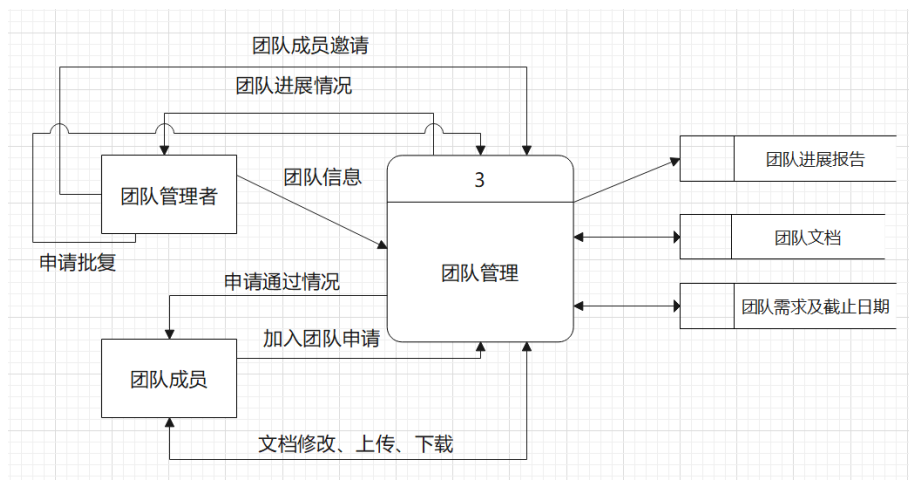 团队成员邀请
团队进展情况
3
团队进展报告
团队信息
团队管理者
团队文档
申请批复
团队管理
申请通过情况
团队需求及截止日期
加入团队申请
团队成员
文档修改、上传、下载